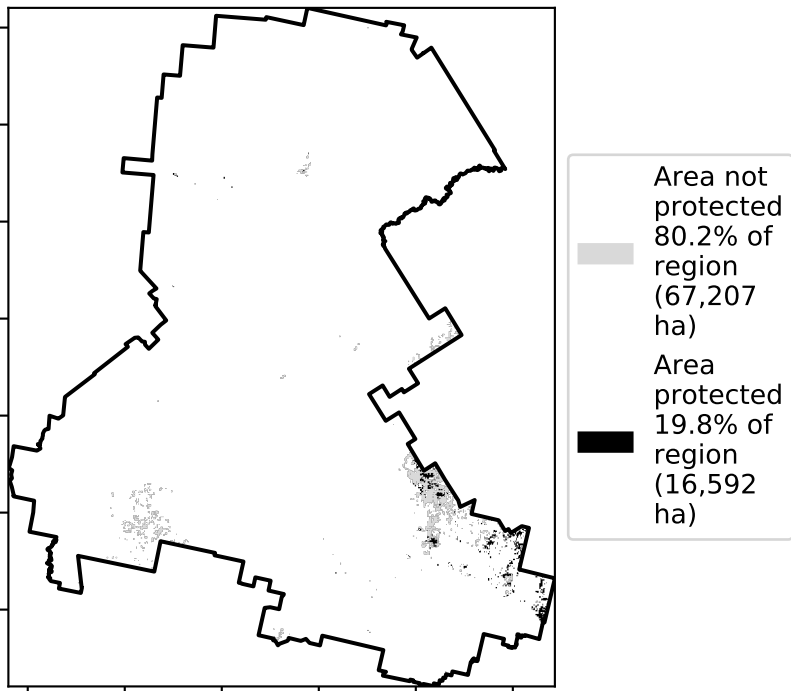 Area not
protected
80.2% of
region
(67,207
ha)
Area
protected
19.8% of
region
(16,592
ha)